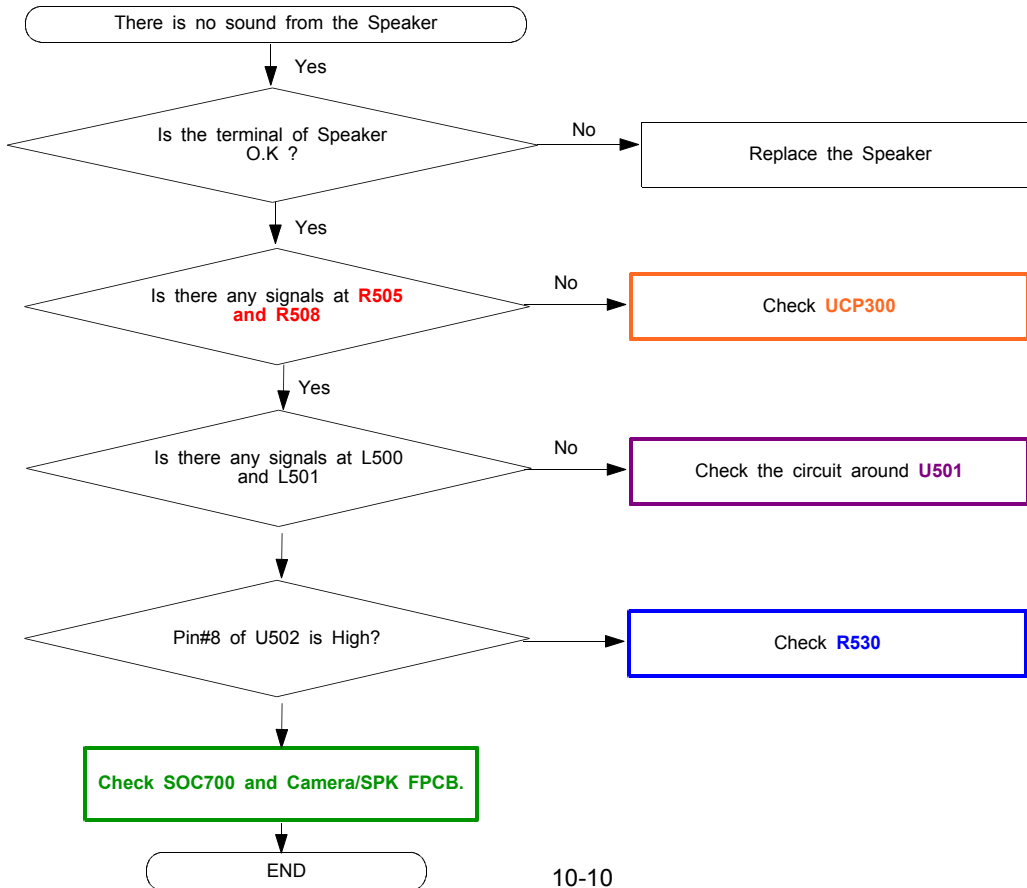 There is no sound from the Speaker
Yes
Is the terminal of Speaker
O.K ?
No
Replace the Speaker
Yes
Is there any signals at R505
and R508
No
Check UCP300
Yes
Is there any signals at L500
and L501
No
Check the circuit around U501
Pin#8 of U502 is High?
Check R530
Check SOC700 and Camera/SPK FPCB.
END
10-10